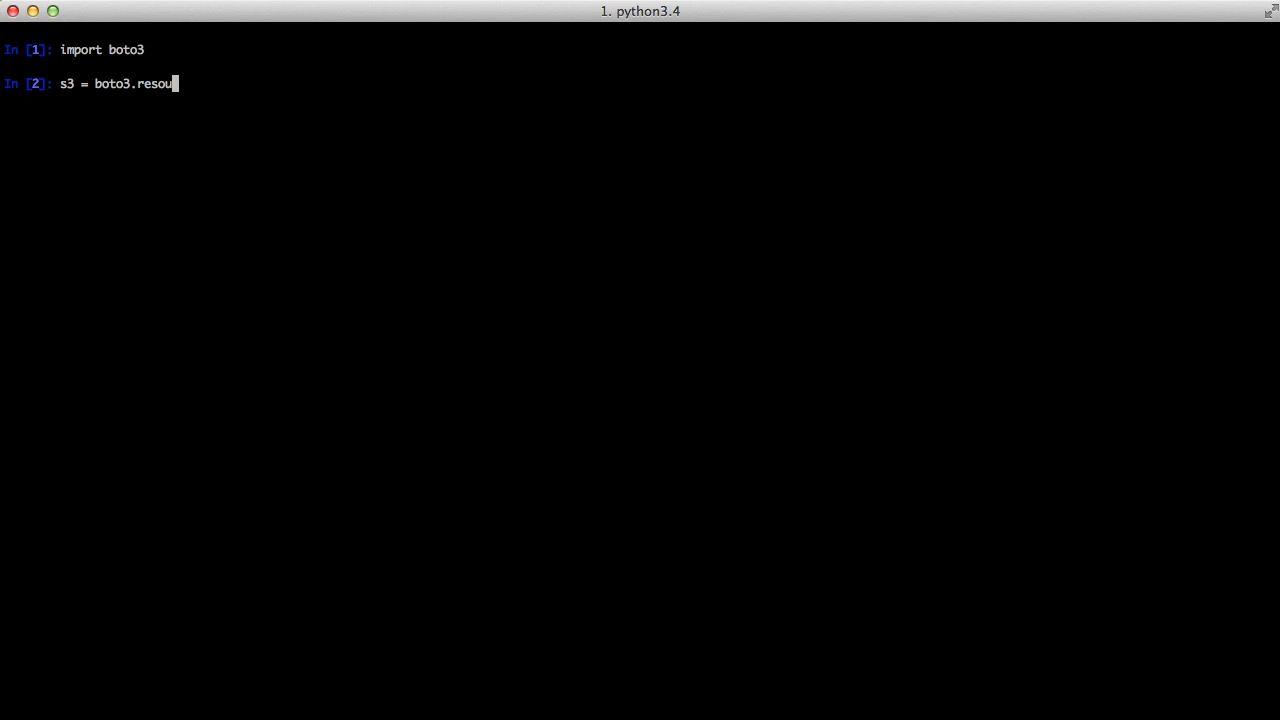 1. python3.4
In [1]: import boto3
In [2]: s3 = boto3.resou